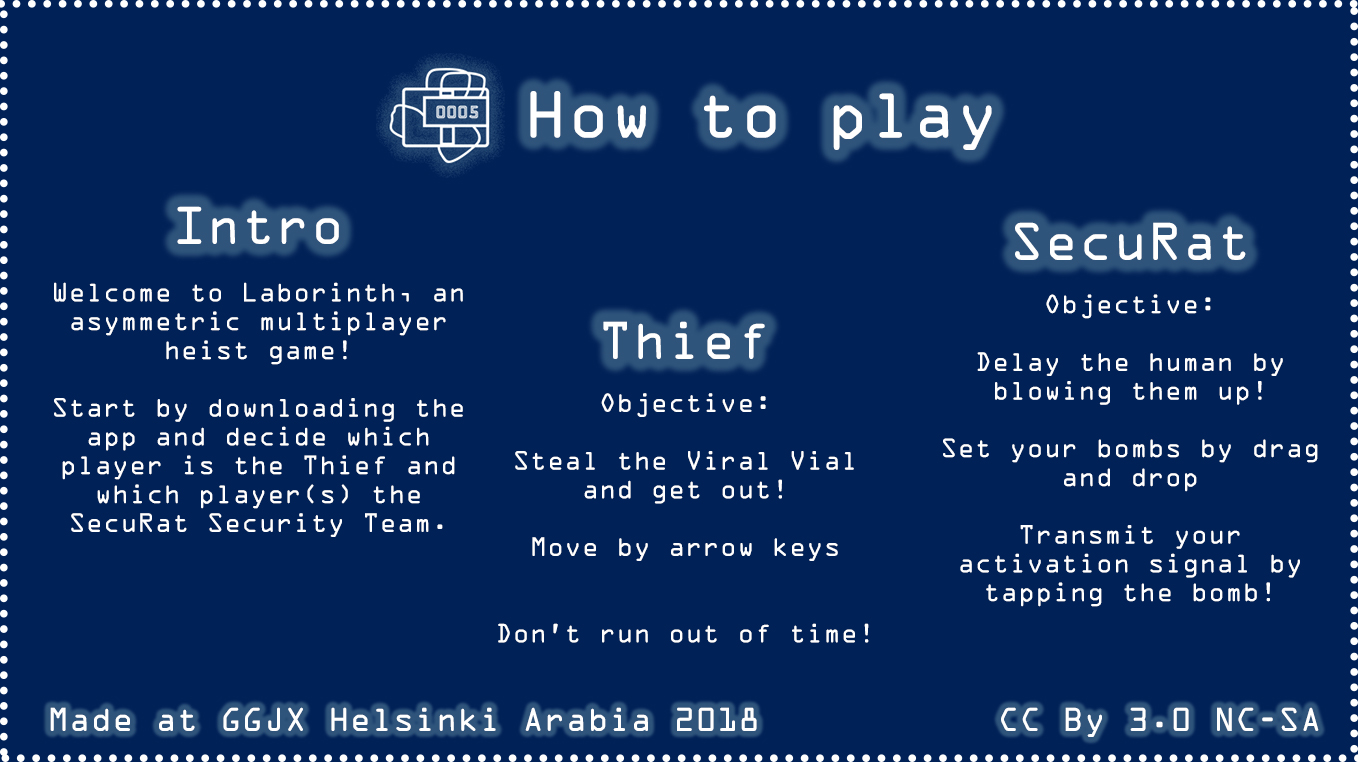 0005
How to play
Intro
Welcome to Laborinth, an
asymmetric multiplayer
heist game!
Start by downloading the
app and decide which
player is the Thief and
which player(s) the
SecuRat Security Team.
Thief
Objective:
Steal the Viral Vial
and get out!
Move by arrow keys
Don't run out of time!
SecuRat
Objective:
Delay the human by
blowing them up!
Set your bombs by drag
and drop
Transmit your
activation signal by
tapping the bomb!
Made at GGJX Helsinki Arabia 2018
CC By 3.0 NC-SA